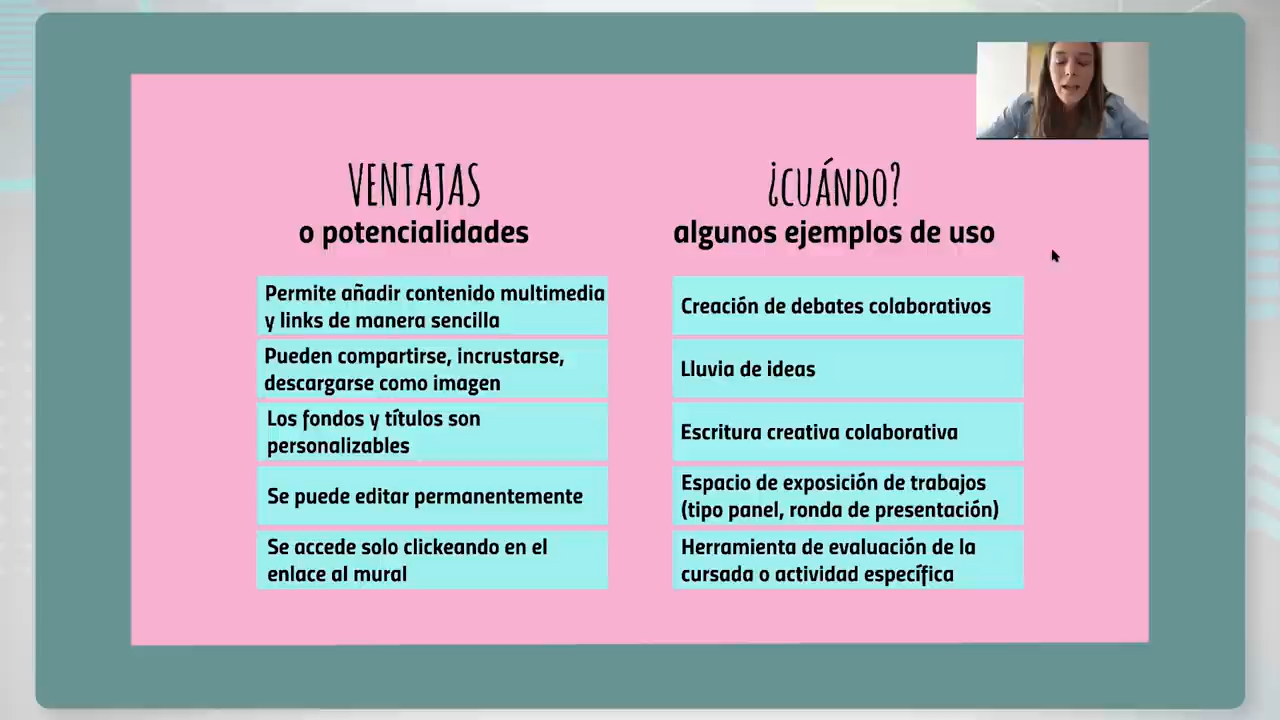 VENTAJAS
o potencialidades
Permite añadir contenido multimedia
y links de manera sencilla
Pueden compartirse, incrustarse,
descargarse como imagen
Los fondos y títulos son
personalizables
Se puede editar permanentemente
Se accede solo clickeando en el
enlace al mural
¿CUÁNDO?
algunos ejemplos de uso
Creación de debates colaborativos
Lluvia de ideas
Escritura creativa colaborativa
Espacio de exposición de trabajos
(tipo panel, ronda de presentación)
Herramienta de evaluación de la
cursada o actividad específica